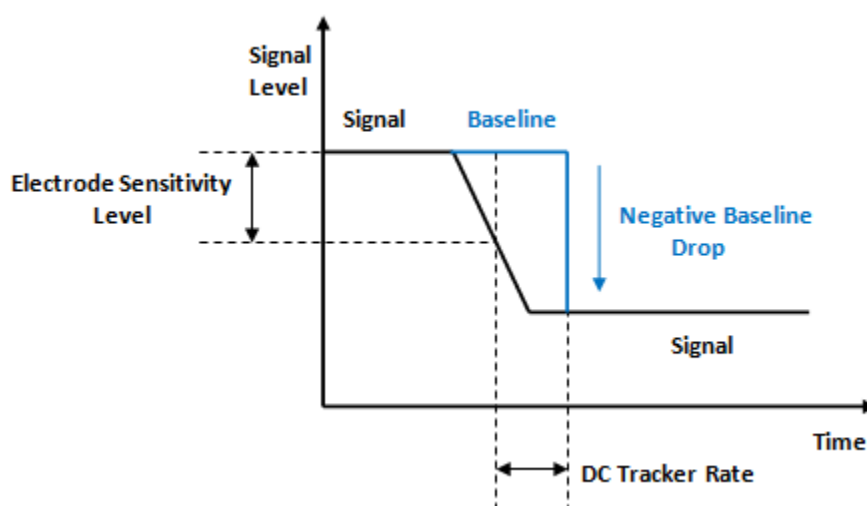 Signal
Level
Signal
Baseline
Electrode Sensitivity
Level
Negative Baseline
Drop
Signal
Time
DC Tracker Rate